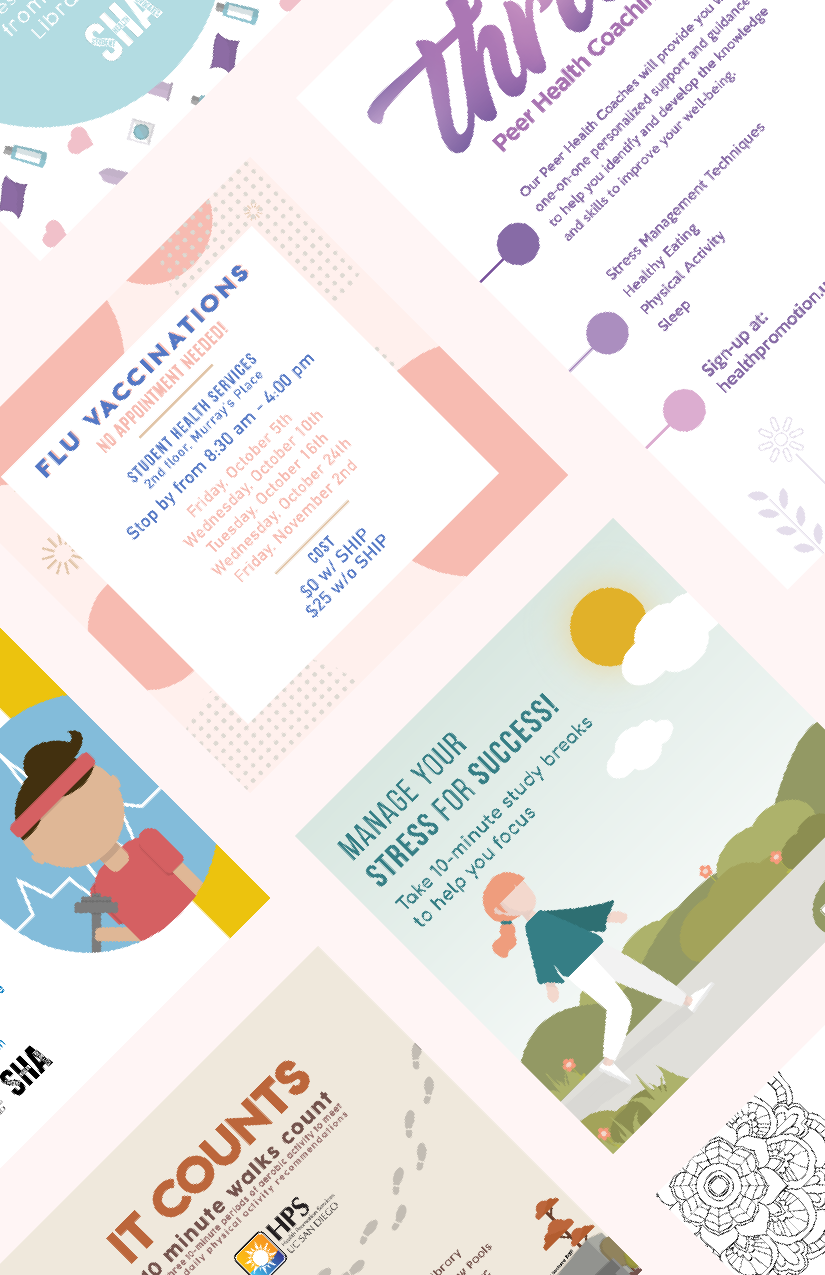 from
Libra
SHA
thri
Peer Health Coachin
Our Peer Health Coaches will provide you w
one-on-one personalized support and guidance
to help you identify and develop the knowledge
and skills to improve your well-being.
Stress Management Techniques
Healthy Eating
Physical Activity
Sleep
Sign-up at:
healthpromotion.u
FLU VACCINATIONS
NO APPOINTMENT NEEDED!
STUDENT HEALTH SERVICES
2nd floor, Murray's Place
Stop by from 8:30 am - 4:00 pm
Friday, October 5th
Wednesday, October 10th
Tuesday, October 16th
Wednesday, October 24th
Friday, November 2nd
COST
$0 w/ SHIP
$25 w/o SHIP
MANAGE YOUR
STRESS FOR SUCCESS!
Take 10-minute study breaks
to help you focus
SHA
IT COUNTS
10 minute walks count
hree 10-minute periods of aerobic activity to meet
daily physical activity recommendations
HPS
Health Promotion Services
UC SAN DIEGO
ibrary
y Pools